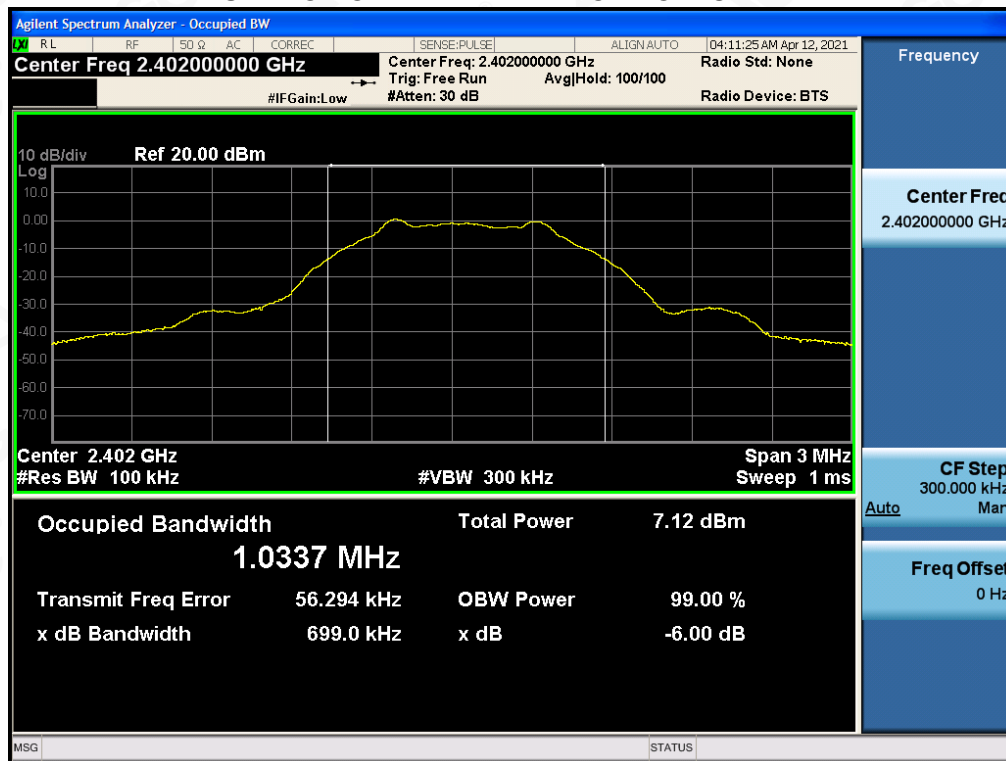 Agilent Spectrum Analyzer - Occupied BW
LXI RL RF 50 Ω AC CORREC SENSE:PULSE ALIGN AUTO 04:11:25 AM Apr 12, 2021
Center Freq 2.402000000 GHz Center Freq: 2.402000000 GHz Radio Std: None
Trig: Free Run Avg|Hold: 100/100
#IFGain:Low #Atten: 30 dB Radio Device: BTS
10 dB/div Ref 20.00 dBm
Log
10.0
0.00
-10.0
-20.0
-30.0
-40.0
-50.0
-60.0
-70.0
Center 2.402 GHz Span 3 MHz
#Res BW 100 kHz #VBW 300 kHz Sweep 1 ms
Occupied Bandwidth Total Power 7.12 dBm
1.0337 MHz
Transmit Freq Error 56.294 kHz OBW Power 99.00 %
x dB Bandwidth 699.0 kHz x dB -6.00 dB
MSG STATUS
Frequency
Center Freq
2.402000000 GHz
CF Step
300.000 kHz
Auto Man
Freq Offset
0 Hz